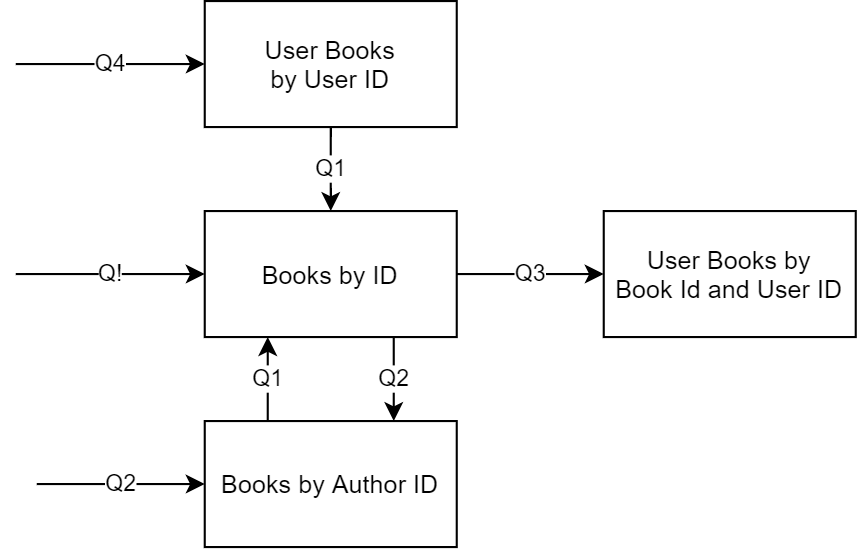 User Books
by User ID
Q4
Q1
Books by ID
Q!
Q3
User Books by
Book Id and User ID
Q1
Q2
Books by Author ID
Q2